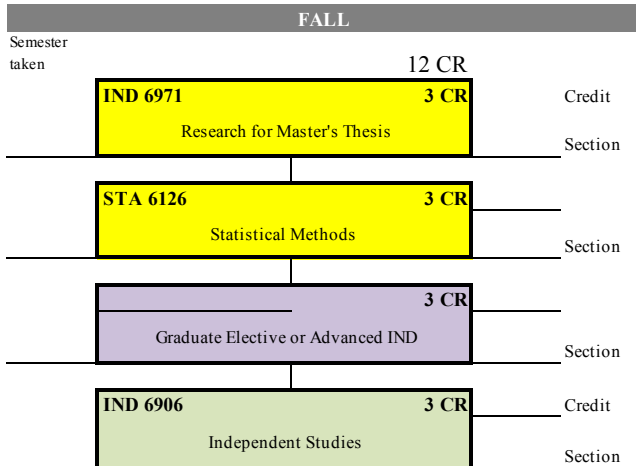 FALL
Semester
taken
12 CR
IND 6971 3 CR Credit
Research for Master's Thesis
Section
STA 6126 3 CR
Statistical Methods
Section
3 CR
Graduate Elective or Advanced IND
Section
IND 6906 3 CR Credit
Independent Studies
Section